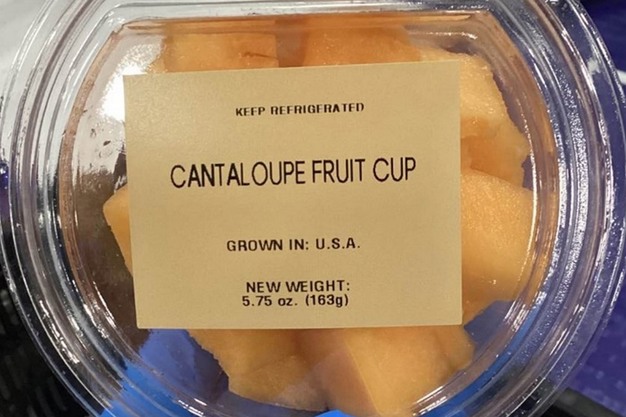 KEEP REFRIGERATED
CANTALOUPE FRUIT CUP
GROWN IN: U.S.A.
NEW WEIGHT:
5.75 oz. (163g)